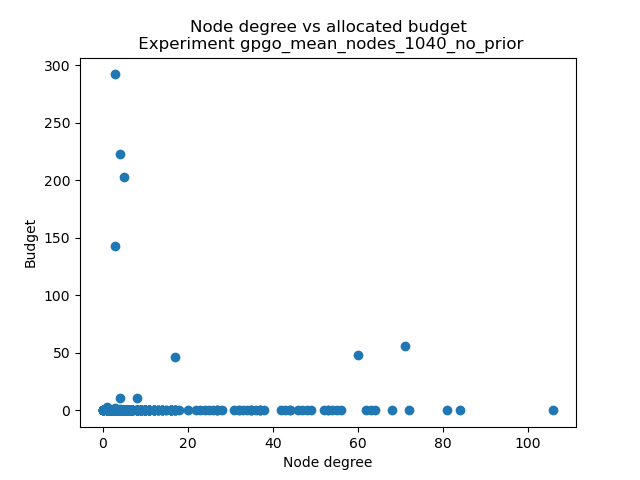 Node degree vs allocated budget
Experiment gpgo_mean_nodes_1040_no_prior
300
250
200
150
100
50
0
Budget
0 20 40 60 80 100
Node degree